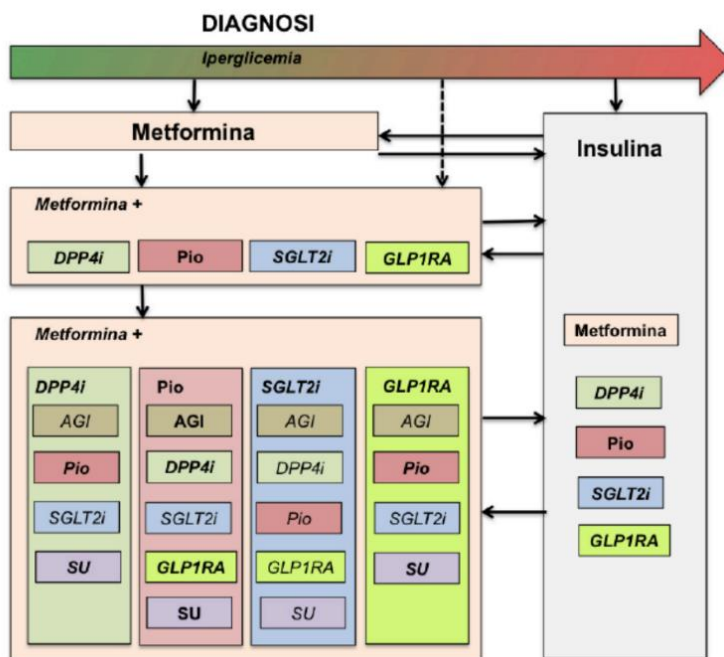 DIAGNOSI
Iperglicemia
Metformina
Insulina
Metformina +
DPP4i
Pio
SGLT2i
GLP1RA
Metformina +
DPP4i
AGI
Pio
SGLT2i
SU
Pio
AGI
DPP4i
SGLT2i
GLP1RA
SU
SGLT2i
AGI
DPP4i
Pio
GLP1RA
SU
GLP1RA
AGI
Pio
SGLT2i
SU
Metformina
DPP4i
Pio
SGLT2i
GLP1RA